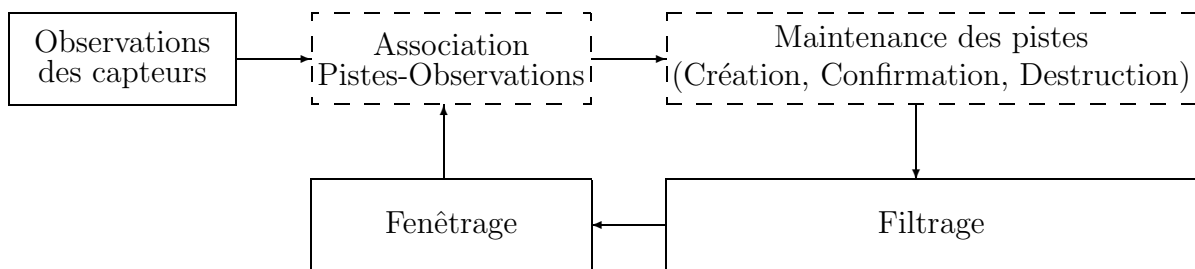 Observations
des capteurs
Association
Pistes-Observations
Maintenance des pistes
(Création, Confirmation, Destruction)
Fenêtrage
Filtrage